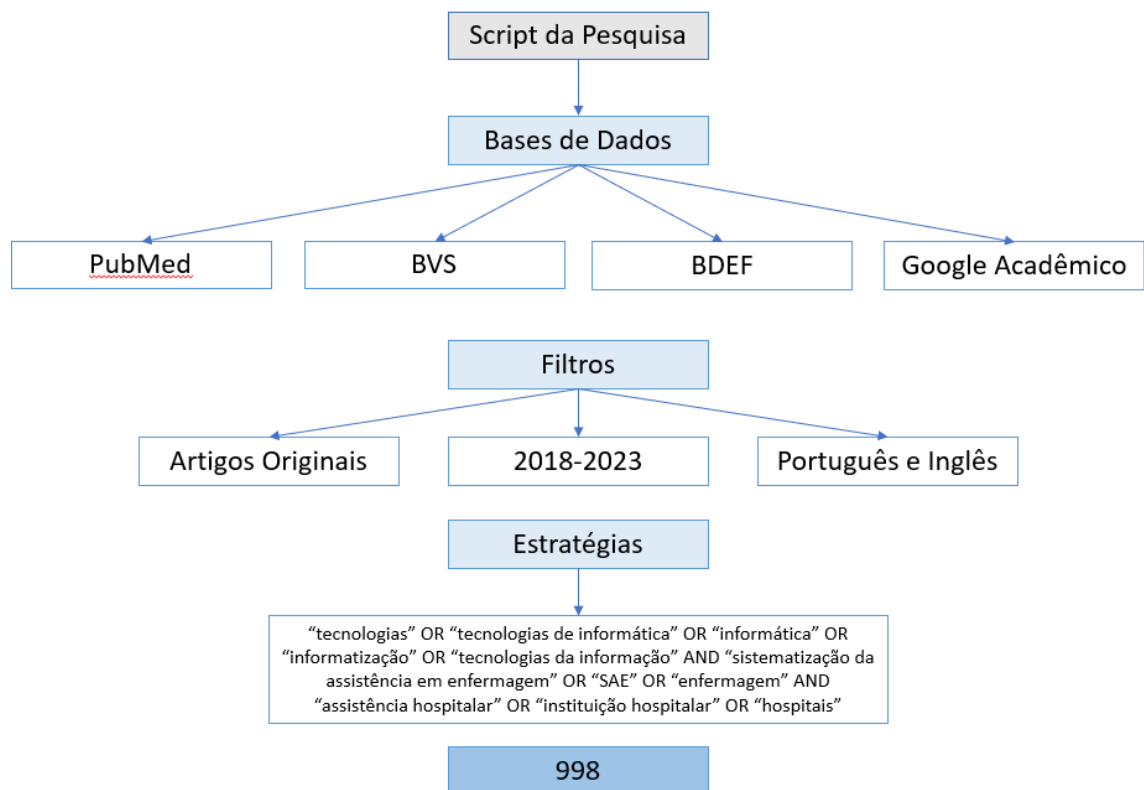 Script da Pesquisa
Bases de Dados
PubMed
BVS
BDEF
Google Acadêmico
Filtros
Artigos Originais
2018-2023
Português e Inglês
Estratégias
“tecnologias” OR “tecnologias de informática” OR “informática” OR
“informatização” OR “tecnologias da informação” AND “sistematização da
assistência em enfermagem” OR “SAE” OR “enfermagem” AND
“assistência hospitalar” OR “instituição hospitalar” OR “hospitais”
998